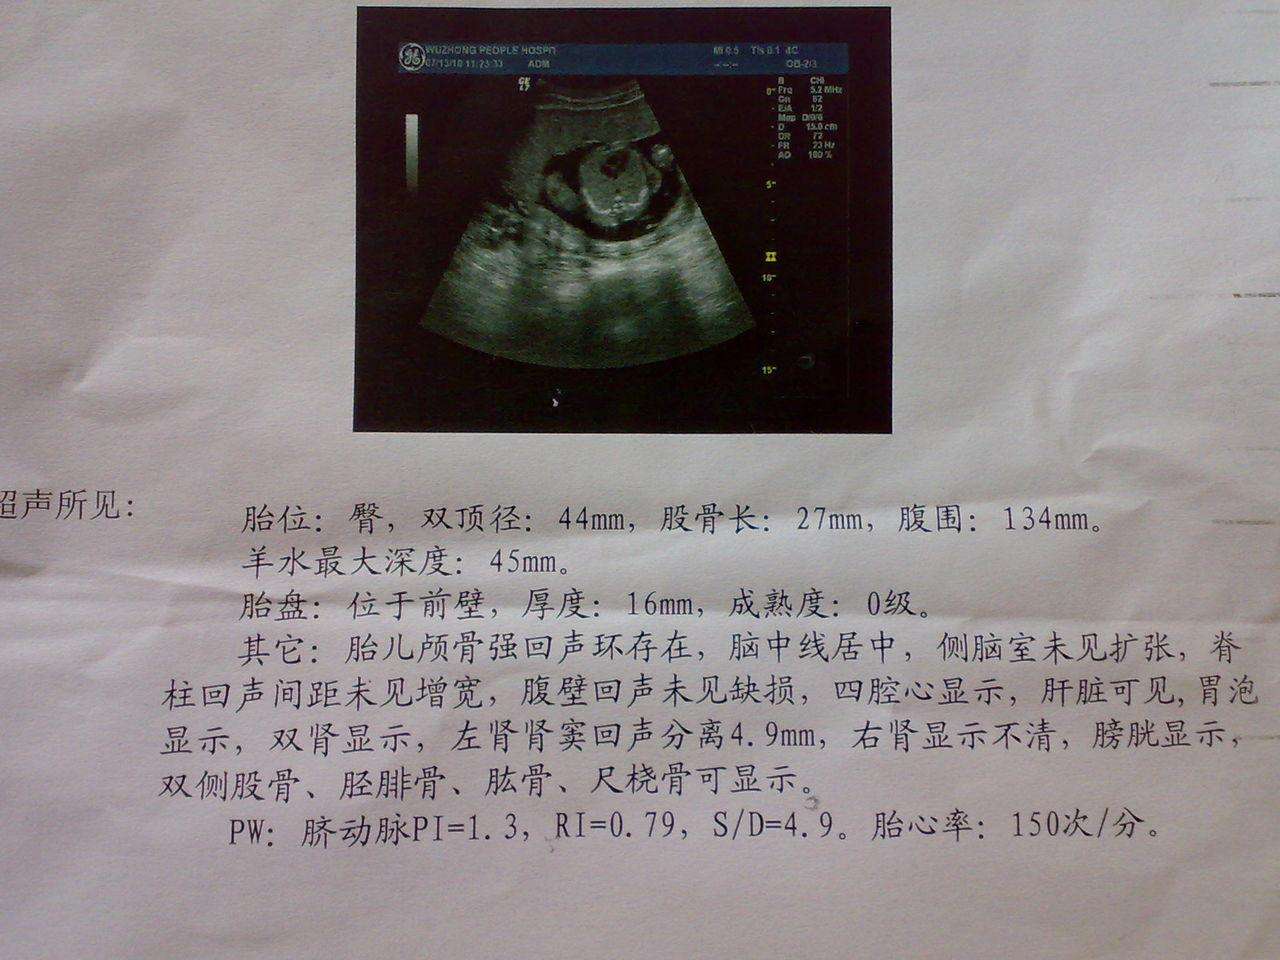 WUZHONG PEOPLE HOSPD
MI 0.5 TIs 0.1 4C
07/13/10 11:23:33 ADM
OB-2/3
B CHI
Frq 5.2 MHz
Gn 62
E/A 1/2
Map D/0/0
D 15.0 cm
DR 72
FR 23 Hz
AO 100 %
0
5
10
15
超声所见：
胎位：臀，双顶径：44mm，股骨长：27mm，腹围：134mm。
羊水最大深度：45mm。
胎盘：位于前壁，厚度：16mm，成熟度：0级。
其它：胎儿颅骨强回声环存在，脑中线居中，侧脑室未见扩张，脊
柱回声间距未见增宽，腹壁回声未见缺损，四腔心显示，肝脏可见,胃泡
显示，双肾显示，左肾肾窦回声分离4.9mm，右肾显示不清，膀胱显示，
双侧股骨、胫腓骨、肱骨、尺桡骨可显示。
PW：脐动脉PI=1.3，RI=0.79，S/D=4.9。胎心率：150次/分。